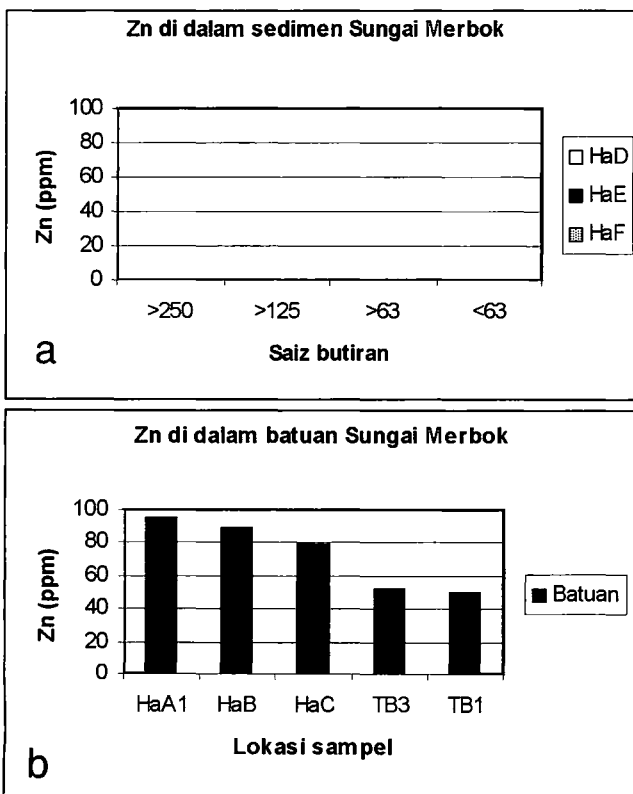 Zn di dalam sedimen Sungai Merbok
Zn (ppm)
100
80
60
40
20
0
>250 >125 >63 <63
Saiz butiran
HaD
HaE
HaF
a
Zn di dalam batuan Sungai Merbok
Zn (ppm)
100
80
60
40
20
0
HaA1 HaB HaC TB3 TB1
Lokasi sampel
Batuan
b